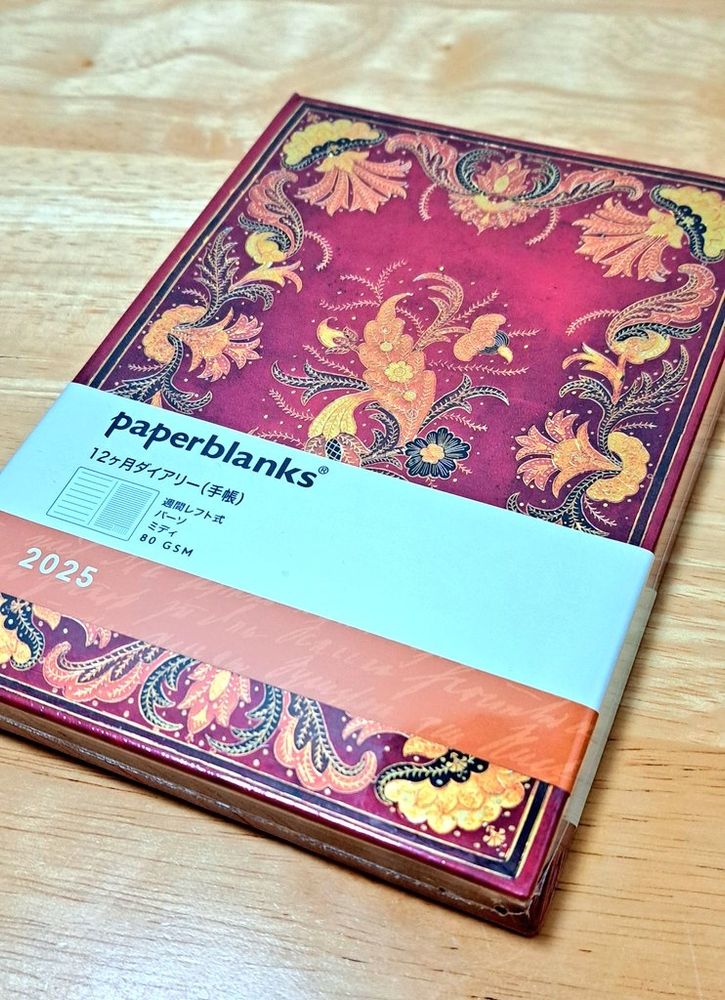 paperblanks®
12ヶ月ダイアリー(手帳)
週間レフト式
バーソ
ミディ
80 GSM
2025